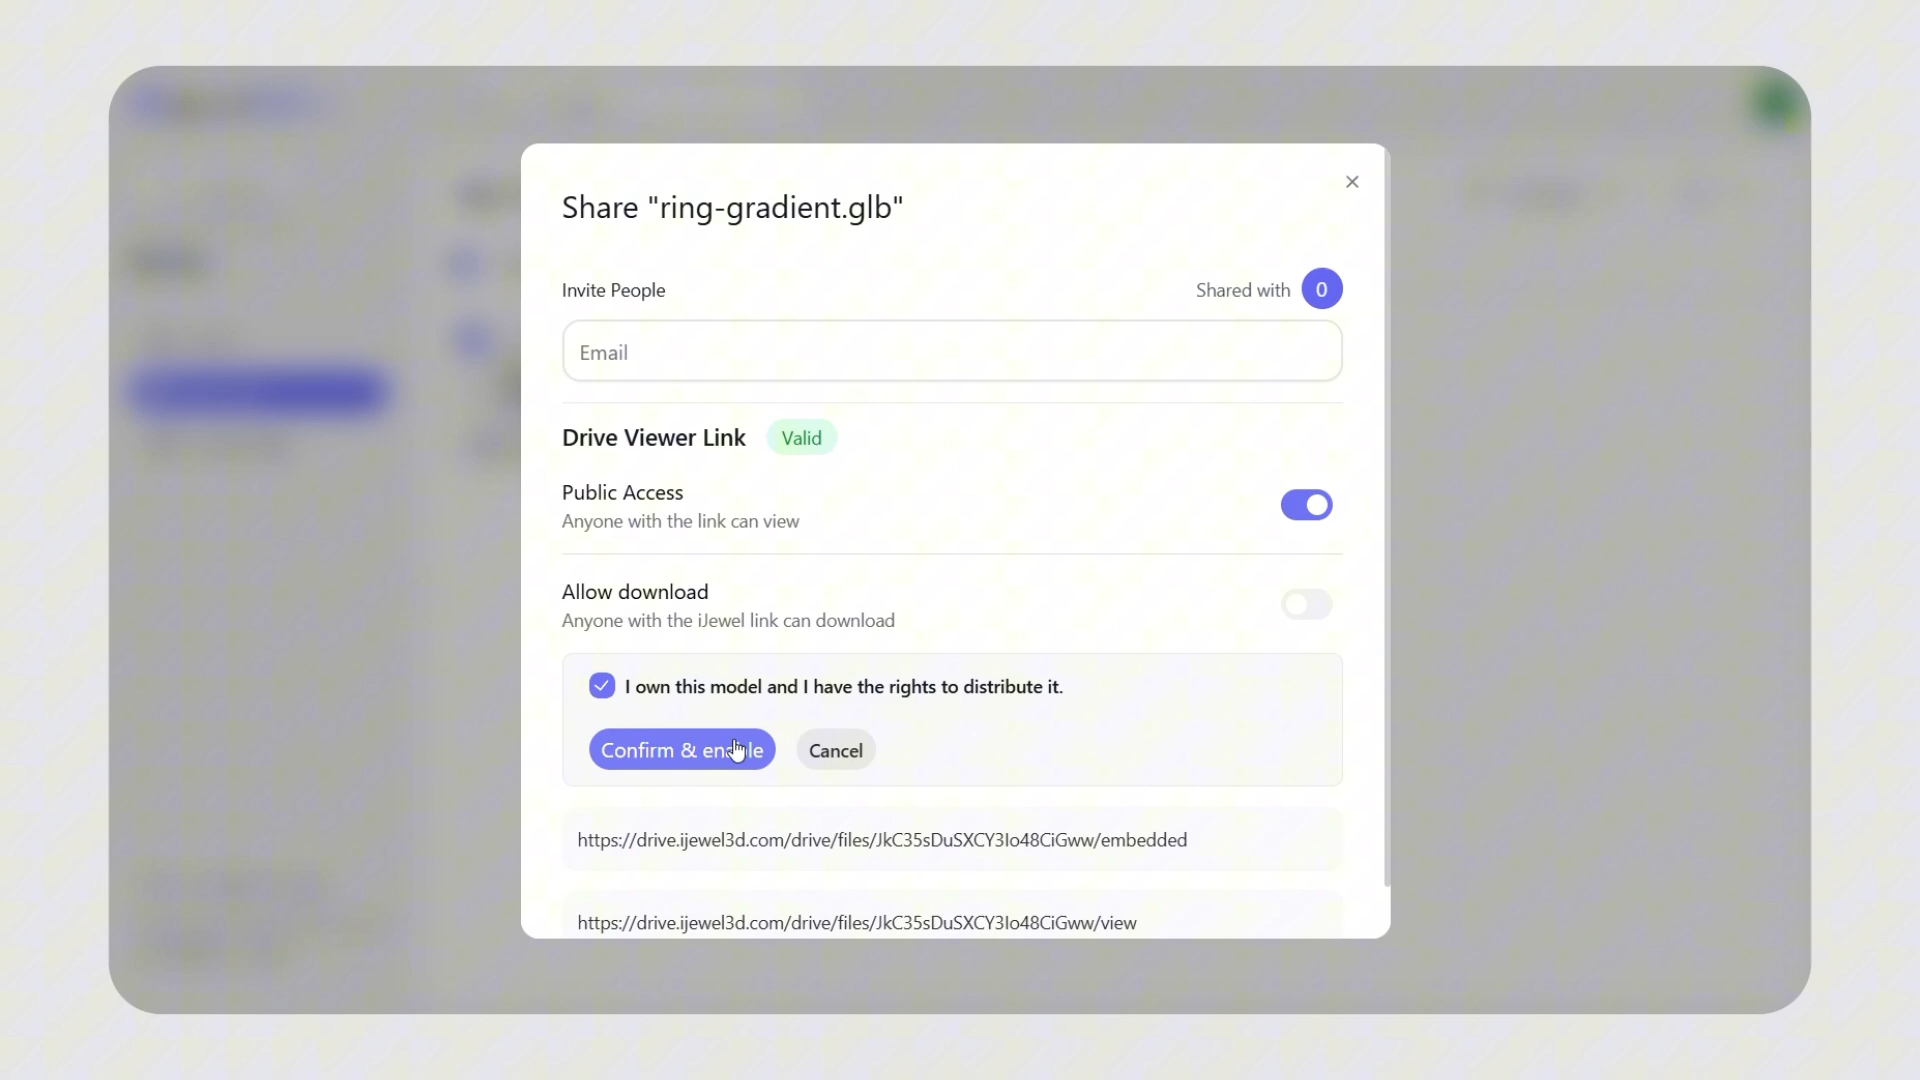 Share "ring-gradient.glb"
Invite People
Shared with 0
Email
Drive Viewer Link Valid
Public Access
Anyone with the link can view
Allow download
Anyone with the iJewel link can download
I own this model and I have the rights to distribute it.
Confirm & enable Cancel
https://drive.ijewel3d.com/drive/files/JkC35sDuSXCY3Io48CiGww/embedded
https://drive.ijewel3d.com/drive/files/JkC35sDuSXCY3Io48CiGww/view